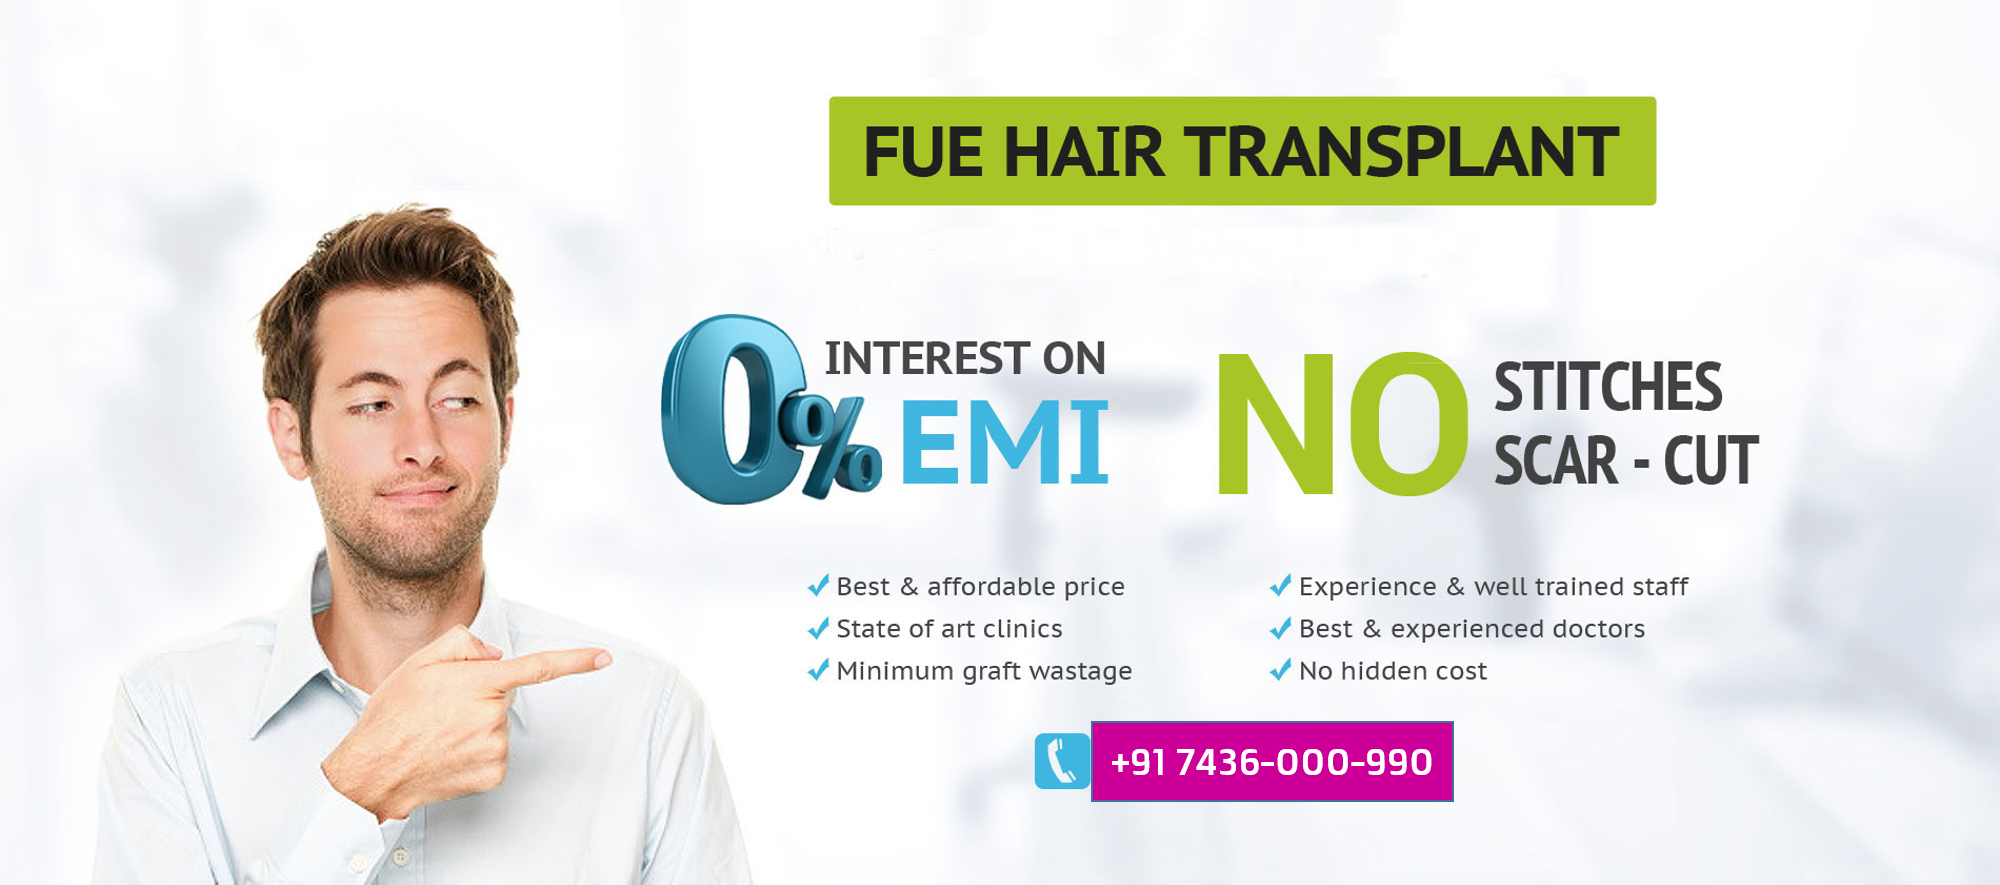 FUE HAIR TRANSPLANT
0% INTEREST ON
EMI
NO STITCHES
SCAR - CUT
Best & affordable price
State of art clinics
Minimum graft wastage
Experience & well trained staff
Best & experienced doctors
No hidden cost
+91 7436-000-990